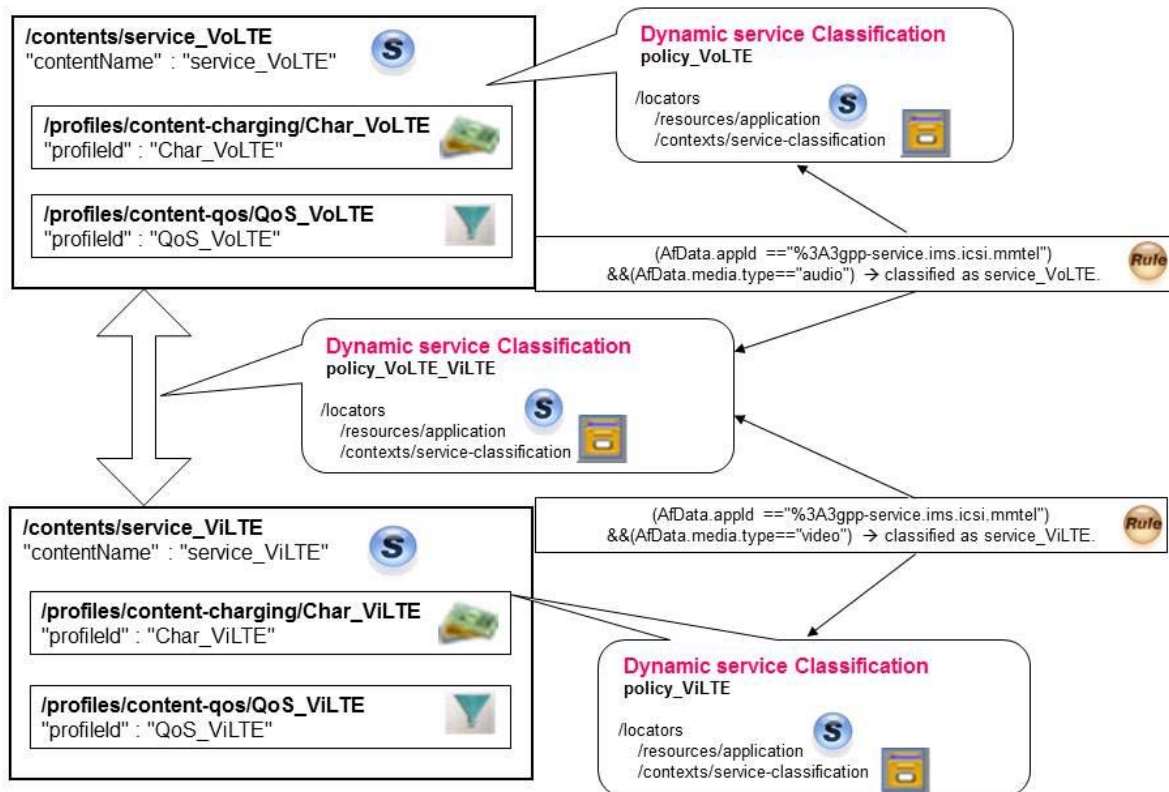 /contents/service_VoLTE
"contentName" : "service_VoLTE"
S
/profiles/content-charging/Char_VoLTE
"profileId" : "Char_VoLTE"
/profiles/content-qos/QoS_VoLTE
"profileId" : "QoS_VoLTE"
Dynamic service Classification
policy_VoLTE
/locators
S
/resources/application
/contexts/service-classification
(AfData.appId =="%3A3gpp-service.ims.icsi.mmtel")
&&(AfData.media.type=="audio") → classified as service_VoLTE.
Rule
Dynamic service Classification
policy_VoLTE_ViLTE
/locators
S
/resources/application
/contexts/service-classification
/contents/service_ViLTE
"contentName" : "service_ViLTE"
S
/profiles/content-charging/Char_ViLTE
"profileId" : "Char_ViLTE"
/profiles/content-qos/QoS_ViLTE
"profileId" : "QoS_ViLTE"
(AfData.appId =="%3A3gpp-service.ims.icsi.mmtel")
&&(AfData.media.type=="video") → classified as service_ViLTE.
Rule
Dynamic service Classification
policy_ViLTE
/locators
S
/resources/application
/contexts/service-classification